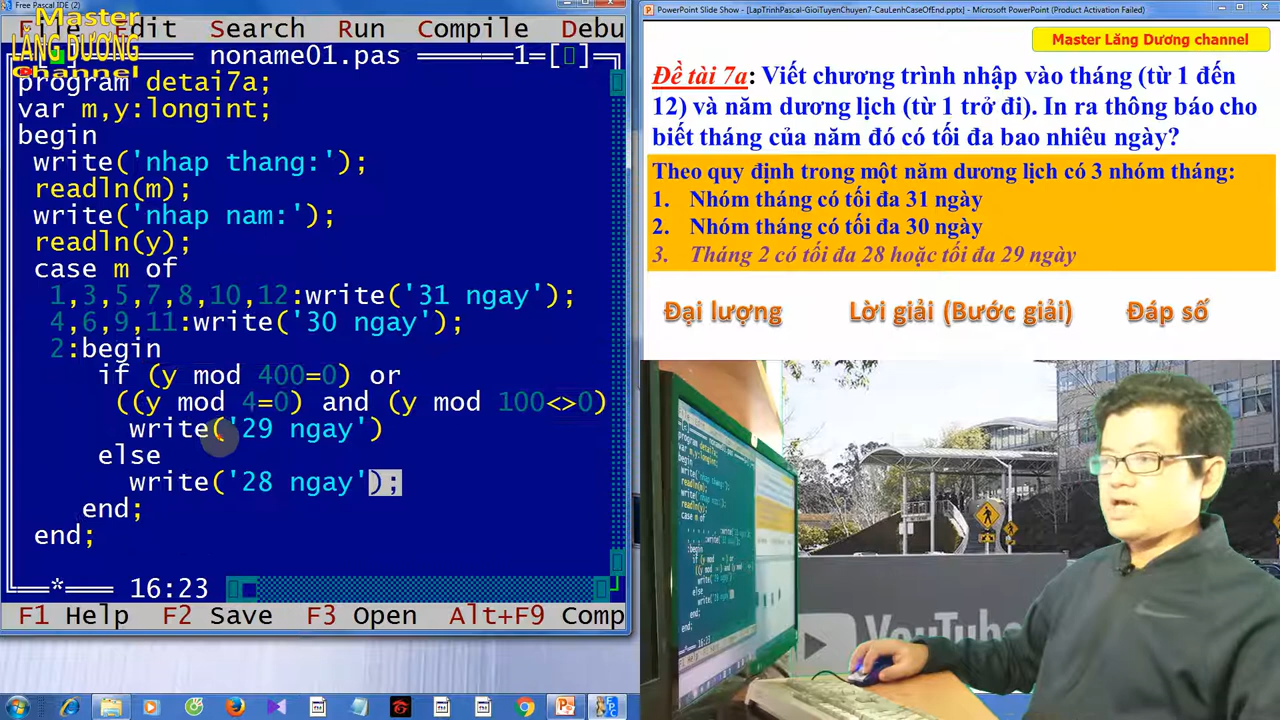 Free Pascal IDE (2)
File Edit Search Run Compile Debu
Master
LĂNG DƯƠNG
Channel
noname01.pas 1=[ ]
program detai7a;
var m,y:longint;
begin
write('nhap thang:');
readln(m);
write('nhap nam:');
readln(y);
case m of
1,3,5,7,8,10,12:write('31 ngay');
4,6,9,11:write('30 ngay');
2:begin
if (y mod 400=0) or
((y mod 4=0) and (y mod 100<>0)
write('29 ngay')
else
write('28 ngay');
end;
end;
* 16:23
F1 Help F2 Save F3 Open Alt+F9 Comp
PowerPoint Slide Show - [LapTrinhPascal-GioiTuyenChuyen7-CauLenhCaseOfEnd.pptx] - Microsoft PowerPoint (Product Activation Failed)
Master Lăng Dương channel
Đề tài 7a: Viết chương trình nhập vào tháng (từ 1 đến
12) và năm dương lịch (từ 1 trở đi). In ra thông báo cho
biết tháng của năm đó có tối đa bao nhiêu ngày?
Theo quy định trong một năm dương lịch có 3 nhóm tháng:
1. Nhóm tháng có tối đa 31 ngày
2. Nhóm tháng có tối đa 30 ngày
3. Tháng 2 có tối đa 28 hoặc tối đa 29 ngày
Đại lượng Lời giải (Bước giải) Đáp số
YouTube